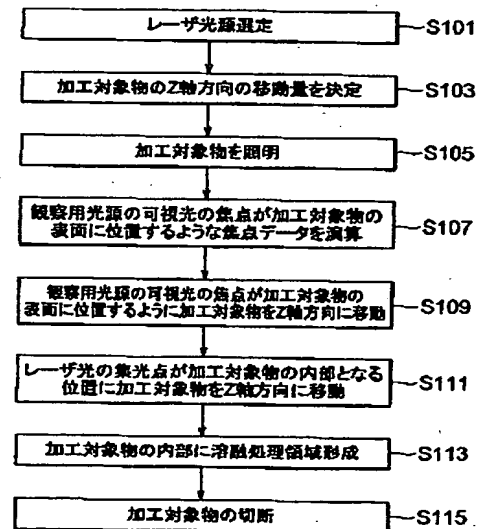 レーザ光源選定
S101
加工対象物のZ軸方向の移動量を決定
S103
加工対象物を照明
S105
観察用光源の可視光の焦点が加工対象物の
表面に位置するような焦点データを演算
S107
観察用光源の可視光の焦点が加工対象物の
表面に位置するように加工対象物をZ軸方向に移動
S109
レーザ光の集光点が加工対象物の内部となる
位置に加工対象物をZ軸方向に移動
S111
加工対象物の内部に溶融処理領域形成
S113
加工対象物の切断
S115